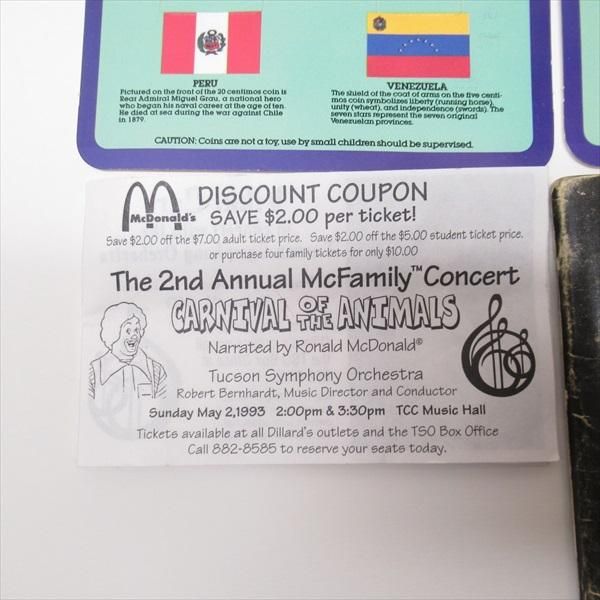 PERU
Pictured on the front of the 20 centimos coin is
Rear Admiral Miguel Grau, a national hero
who began his naval career at the age of ten.
He died at sea during the war against Chile
in 1879.
VENEZUELA
The shield of the coat of arms on the five centi-
mos coin symbolizes liberty (running horse),
unity (wheat), and independence (swords). The
seven stars represent the seven original
Venezuelan provinces.
CAUTION: Coins are not a toy, use by small children should be supervised.
McDonald's
DISCOUNT COUPON
SAVE $2.00 per ticket!
Save $2.00 off the $7.00 adult ticket price. Save $2.00 off the $5.00 student ticket price.
or purchase four family tickets for only $10.00
The 2nd Annual McFamily™ Concert
CARNIVAL OF THE ANIMALS
Narrated by Ronald McDonald®
Tucson Symphony Orchestra
Robert Bernhardt, Music Director and Conductor
Sunday May 2,1993 2:00pm & 3:30pm TCC Music Hall
Tickets available at all Dillard's outlets and the TSO Box Office
Call 882-8585 to reserve your seats today.